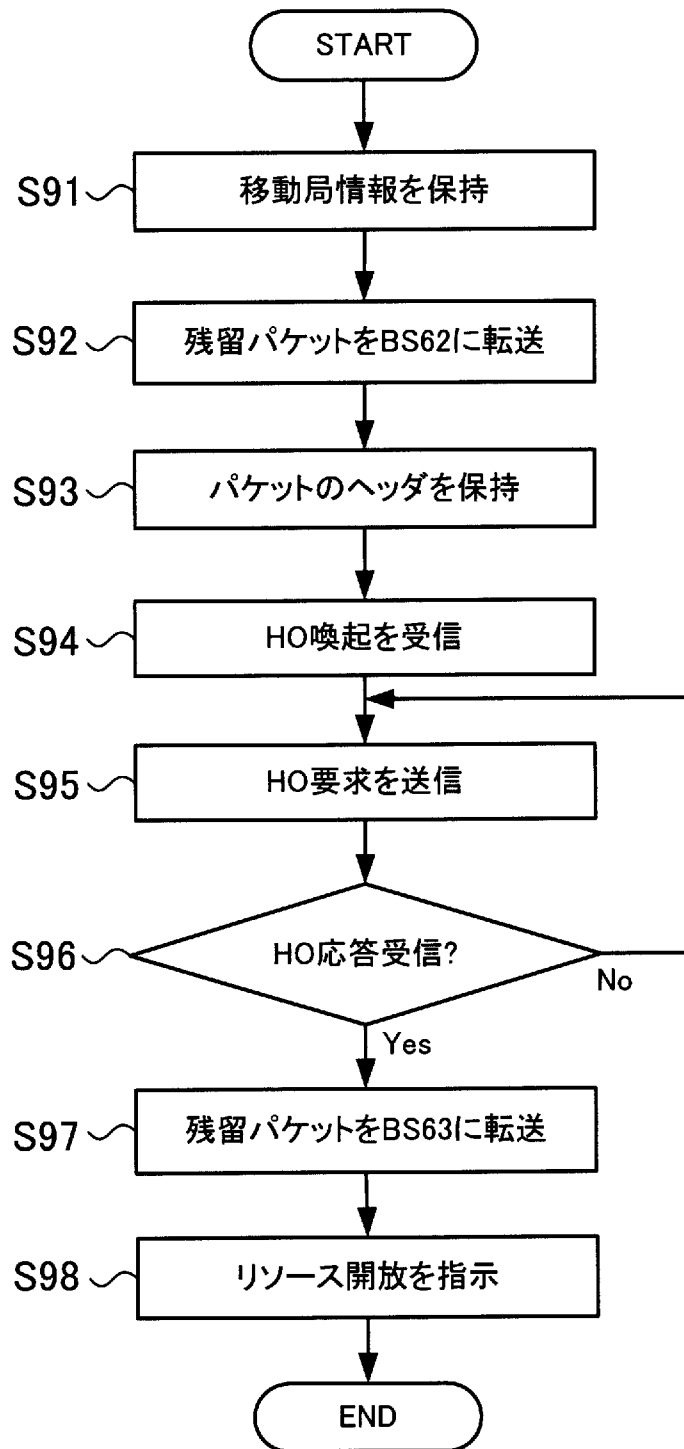 START
S91
移動局情報を保持
S92
残留パケットをBS62に転送
S93
パケットのヘッダを保持
S94
HO喚起を受信
S95
HO要求を送信
S96
HO応答受信?
No
Yes
S97
残留パケットをBS63に転送
S98
リソース開放を指示
END